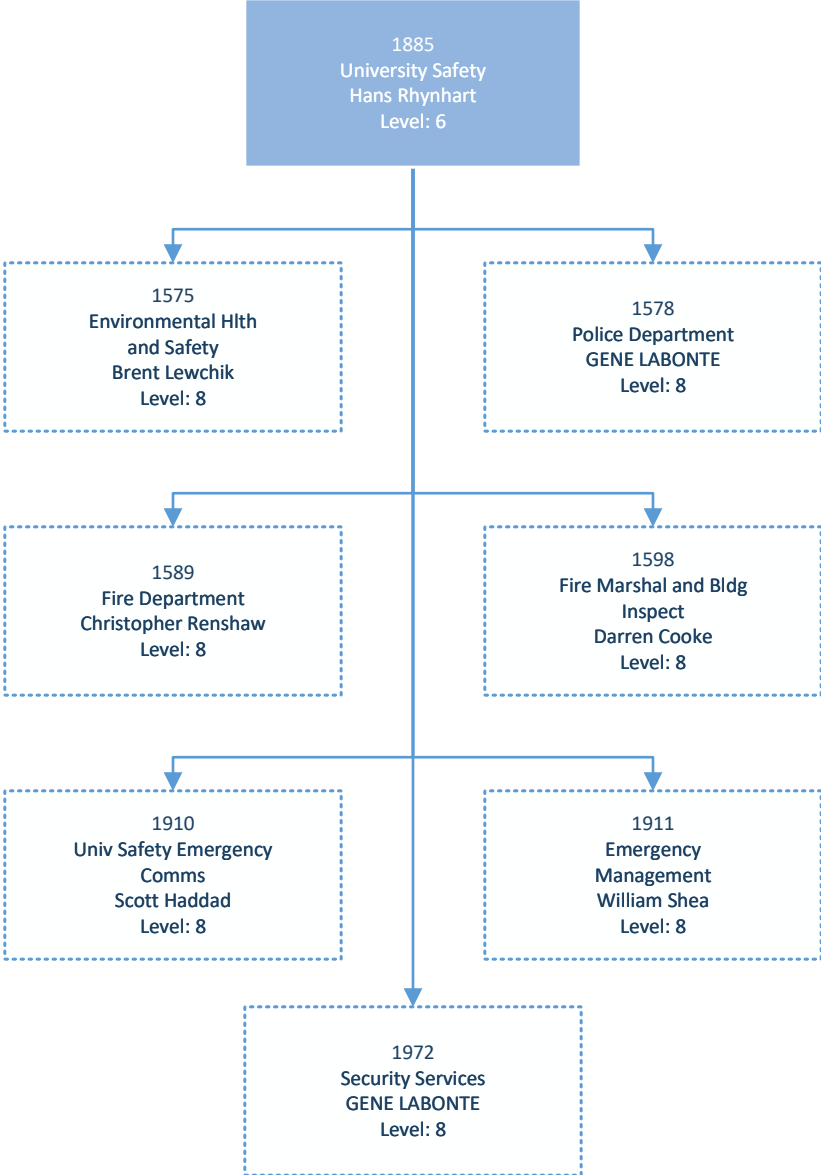 1885
University Safety
Hans Rhynhart
Level: 6
1575
Environmental Hlth
and Safety
Brent Lewchik
Level: 8
1578
Police Department
GENE LABONTE
Level: 8
1589
Fire Department
Christopher Renshaw
Level: 8
1598
Fire Marshal and Bldg
Inspect
Darren Cooke
Level: 8
1910
Univ Safety Emergency
Comms
Scott Haddad
Level: 8
1911
Emergency
Management
William Shea
Level: 8
1972
Security Services
GENE LABONTE
Level: 8